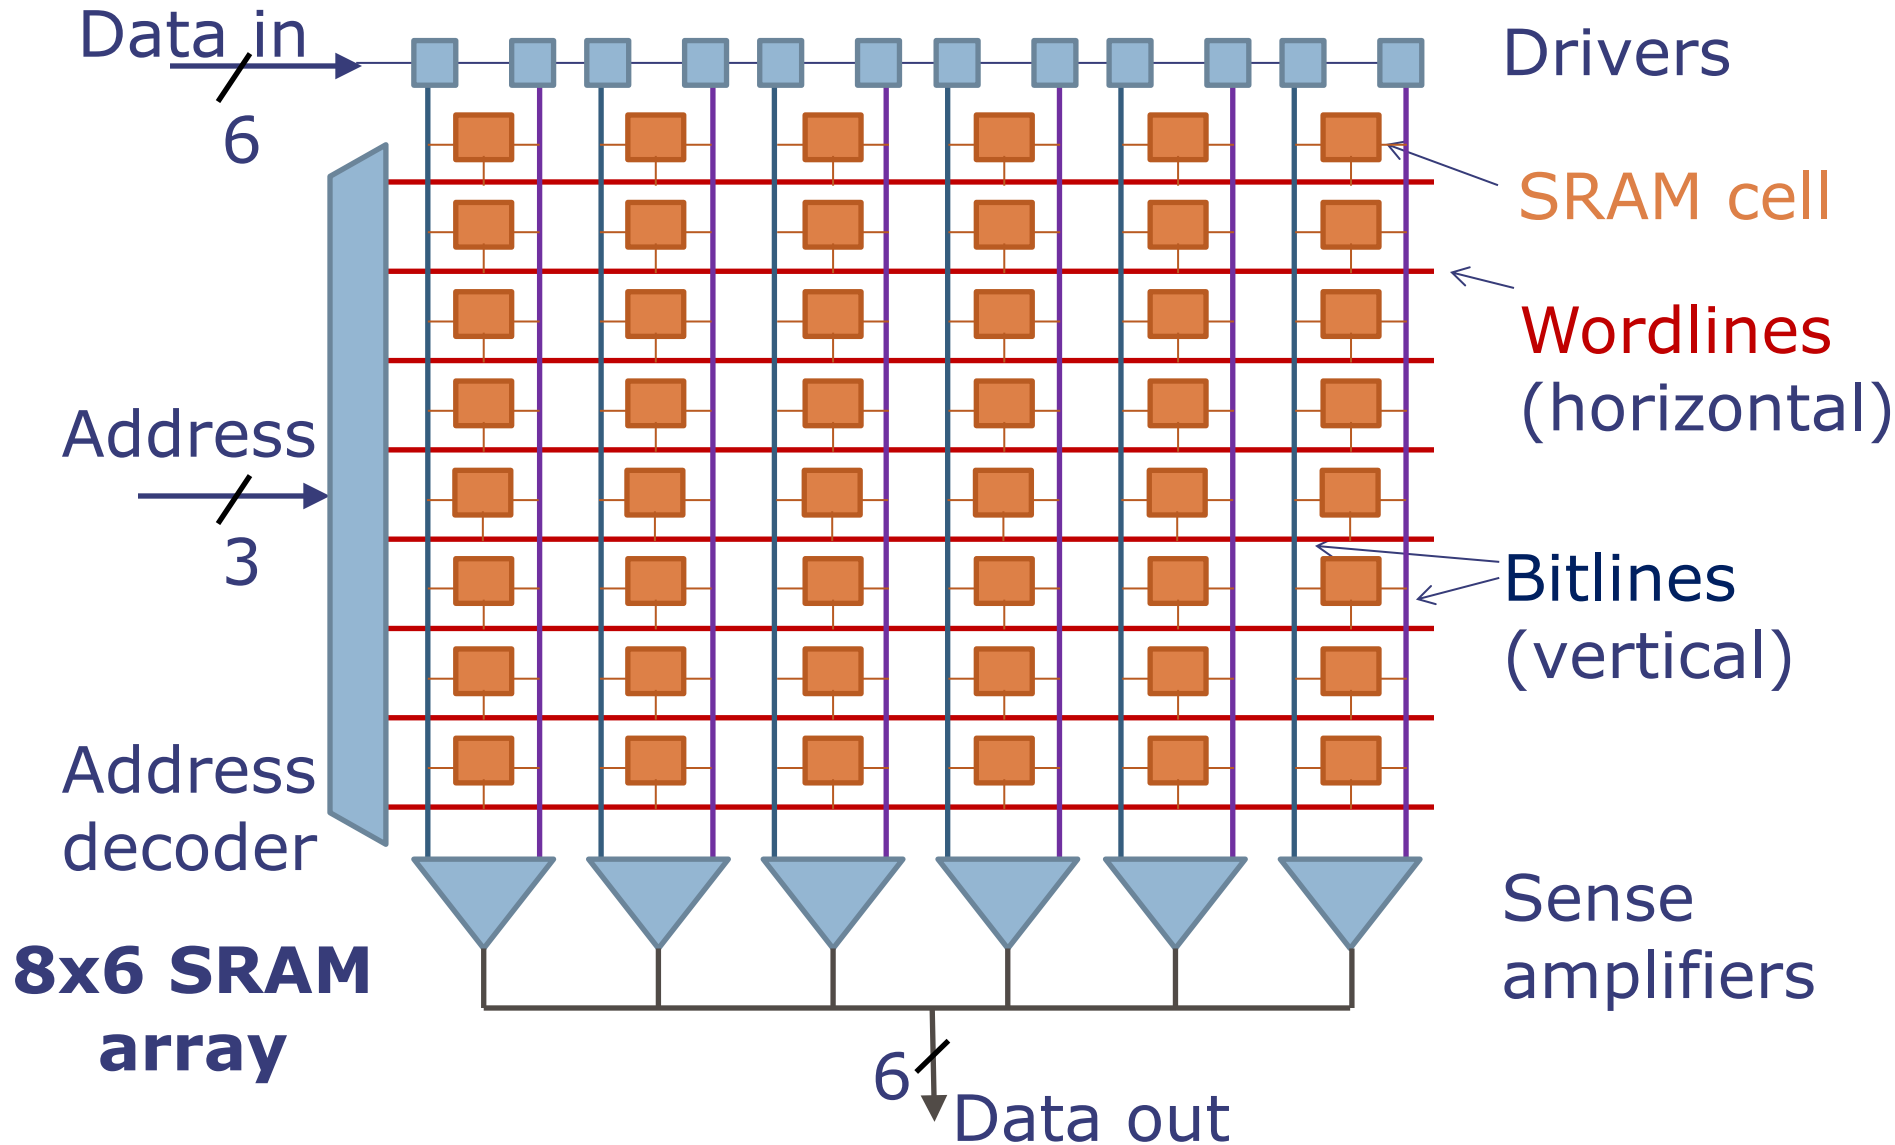 Data in
6
Drivers
SRAM cell
Wordlines
(horizontal)
Address
3
Bitlines
(vertical)
Address
decoder
Sense
amplifiers
8x6 SRAM
array
6
Data out